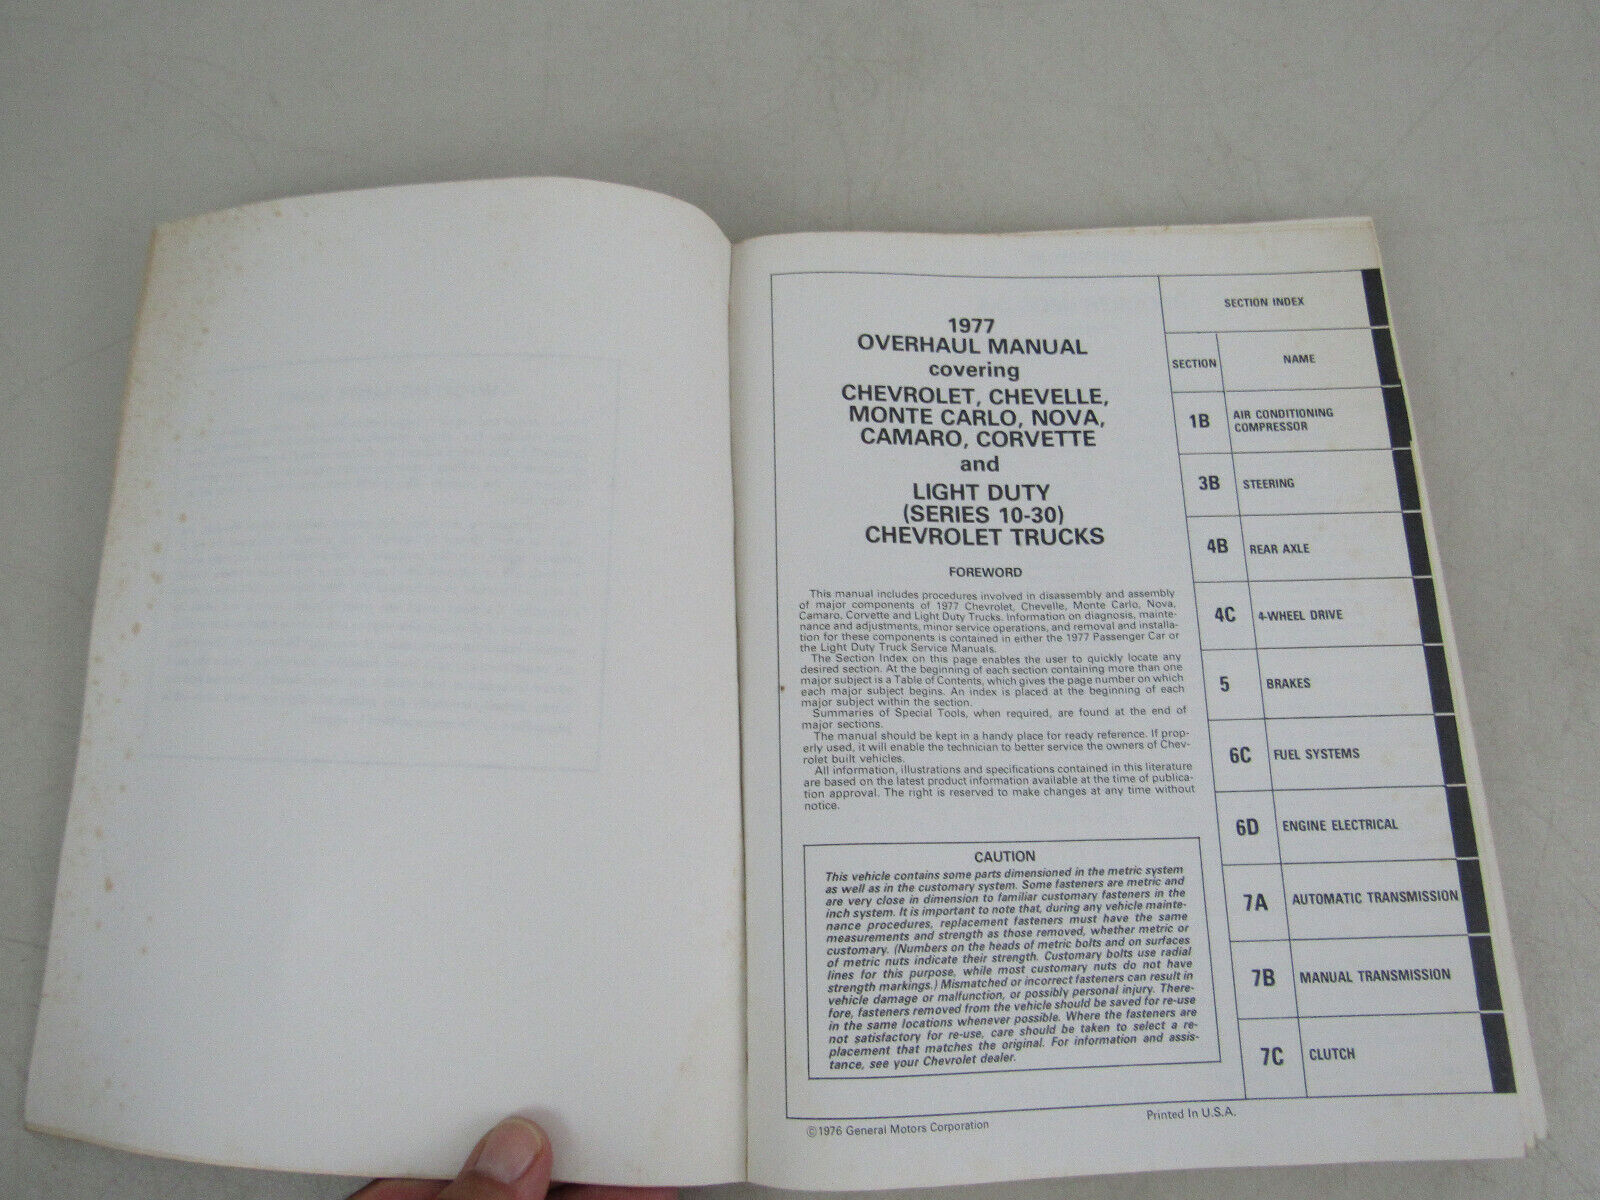 1977
OVERHAUL MANUAL
covering
CHEVROLET, CHEVELLE,
MONTE CARLO, NOVA,
CAMARO, CORVETTE
and
LIGHT DUTY
(SERIES 10-30)
CHEVROLET TRUCKS
FOREWORD
This manual includes procedures involved in disassembly and assembly
of major components of 1977 Chevrolet, Chevelle, Monte Carlo, Nova,
Camaro, Corvette and Light Duty Trucks. Information on diagnosis, mainte-
nance and adjustments, minor service operations, and removal and installa-
tion for these components is contained in either the 1977 Passenger Car or
the Light Duty Truck Service Manuals.
The Section Index on this page enables the user to quickly locate any
desired section. At the beginning of each section containing more than one
major subject is a Table of Contents, which gives the page number on which
each major subject begins. An index is placed at the beginning of each
major subject within the section.
Summaries of Special Tools, when required, are found at the end of
major sections.
The manual should be kept in a handy place for ready reference. If prop-
erly used, it will enable the technician to better service the owners of Chev-
rolet built vehicles.
All information, illustrations and specifications contained in this literature
are based on the latest product information available at the time of publica-
tion approval. The right is reserved to make changes at any time without
notice.
CAUTION
This vehicle contains some parts dimensioned in the metric system
as well as in the customary system. Some fasteners are metric and
are very close in dimension to familiar customary fasteners in the
inch system. It is important to note that, during any vehicle mainte-
nance procedures, replacement fasteners must have the same
measurements and strength as those removed, whether metric or
customary. (Numbers on the heads of metric bolts and on surfaces
of metric nuts indicate their strength. Customary bolts use radial
lines for this purpose, while most customary nuts do not have
strength markings.) Mismatched or incorrect fasteners can result in
vehicle damage or malfunction, or possibly personal injury. There-
fore, fasteners removed from the vehicle should be saved for re-use
in the same locations whenever possible. Where the fasteners are
not satisfactory for re-use, care should be taken to select a re-
placement that matches the original. For information and assis-
tance, see your Chevrolet dealer.
©1976 General Motors Corporation
Printed In U.S.A.
SECTION INDEX
SECTION NAME
1B AIR CONDITIONING
COMPRESSOR
3B STEERING
4B REAR AXLE
4C 4-WHEEL DRIVE
5 BRAKES
6C FUEL SYSTEMS
6D ENGINE ELECTRICAL
7A AUTOMATIC TRANSMISSION
7B MANUAL TRANSMISSION
7C CLUTCH